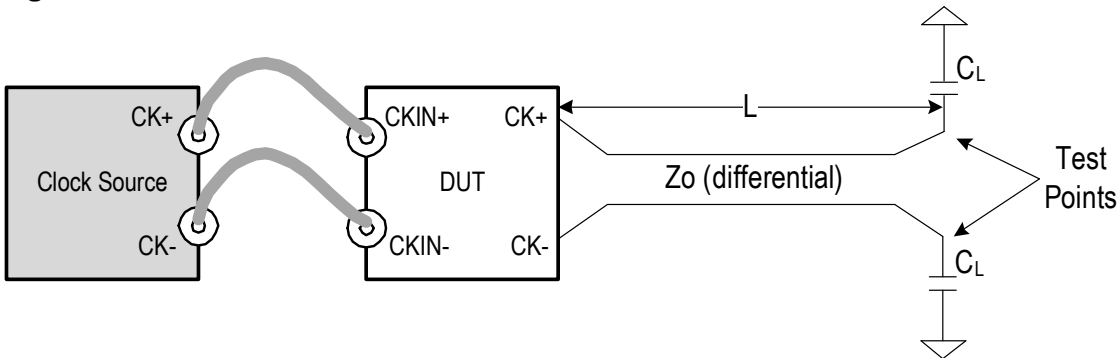 CL
CK+
CKIN+
CK+
L
Clock Source
DUT
Zo (differential)
Test
Points
CK-
CKIN-
CK-
CL